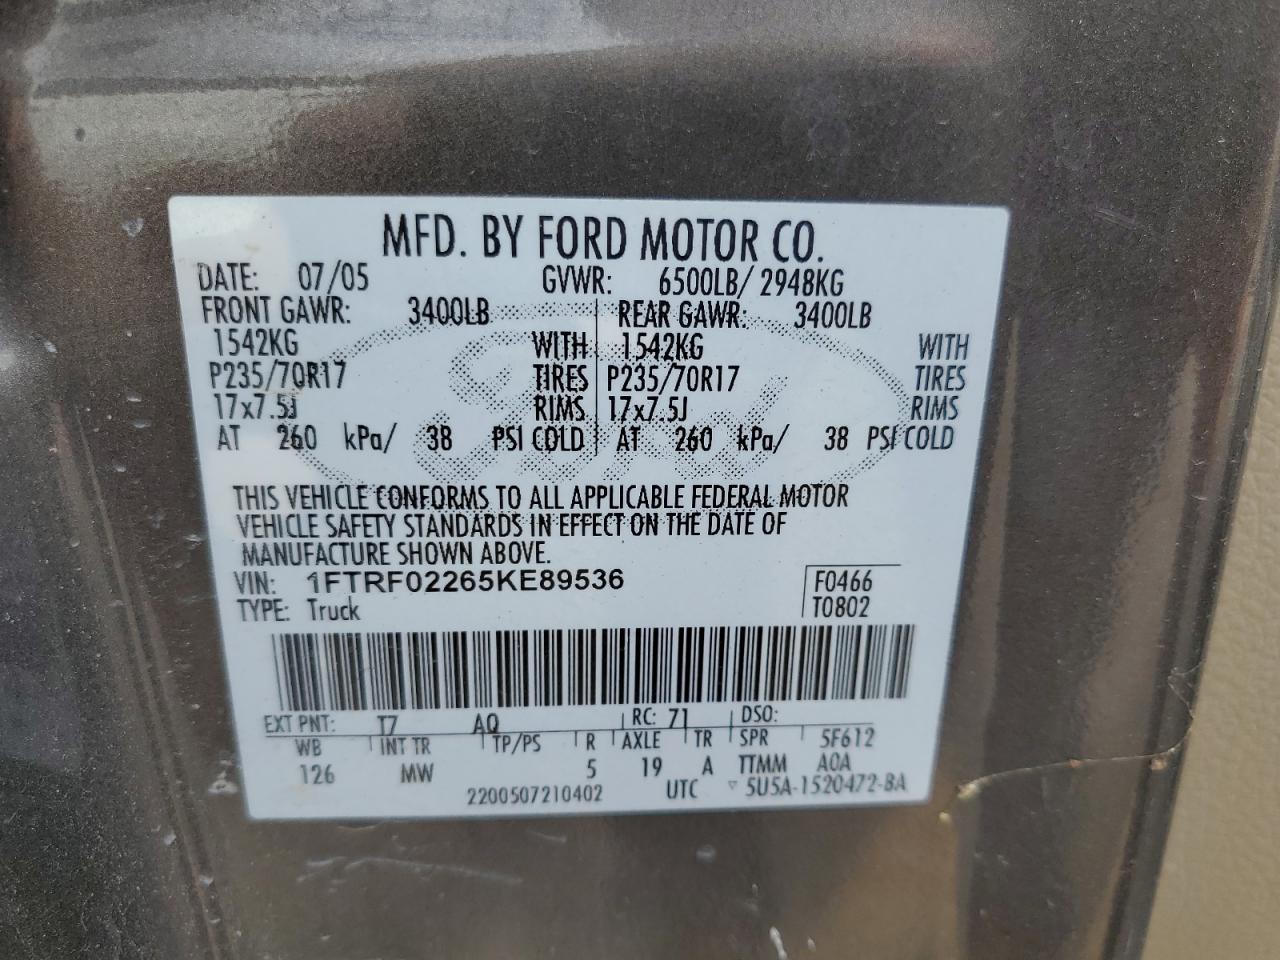 MFD. BY FORD MOTOR CO.
DATE: 07/05 GVWR: 6500LB/ 2948KG
FRONT GAWR: 3400LB REAR GAWR: 3400LB
1542KG WITH 1542KG WITH
P235/70R17 TIRES P235/70R17 TIRES
17x7.5J RIMS 17x7.5J RIMS
AT 260 kPa/ 38 PSI COLD AT 260 kPa/ 38 PSI COLD
Ford
THIS VEHICLE CONFORMS TO ALL APPLICABLE FEDERAL MOTOR
VEHICLE SAFETY STANDARDS IN EFFECT ON THE DATE OF
MANUFACTURE SHOWN ABOVE.
VIN: 1FTRF02265KE89536 F0466
TYPE: Truck T0802
EXT PNT: T7 AQ RC: 71 DSO:
WB INT TR TP/PS R AXLE TR SPR 5F612
126 MW 5 19 A TTMM AOA
2200507210402 UTC ▽ 5U5A-1520472-BA